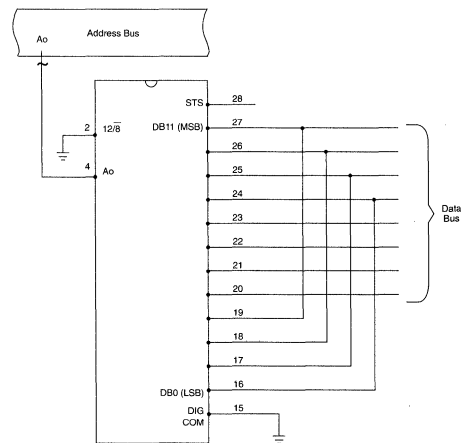 Address Bus
Ao
STS 28
2 12/8̅ DB11 (MSB) 27
26
4 Ao 25
24
23
22
21
20
Data
Bus
19
18
17
DB0 (LSB) 16
DIG
COM 15